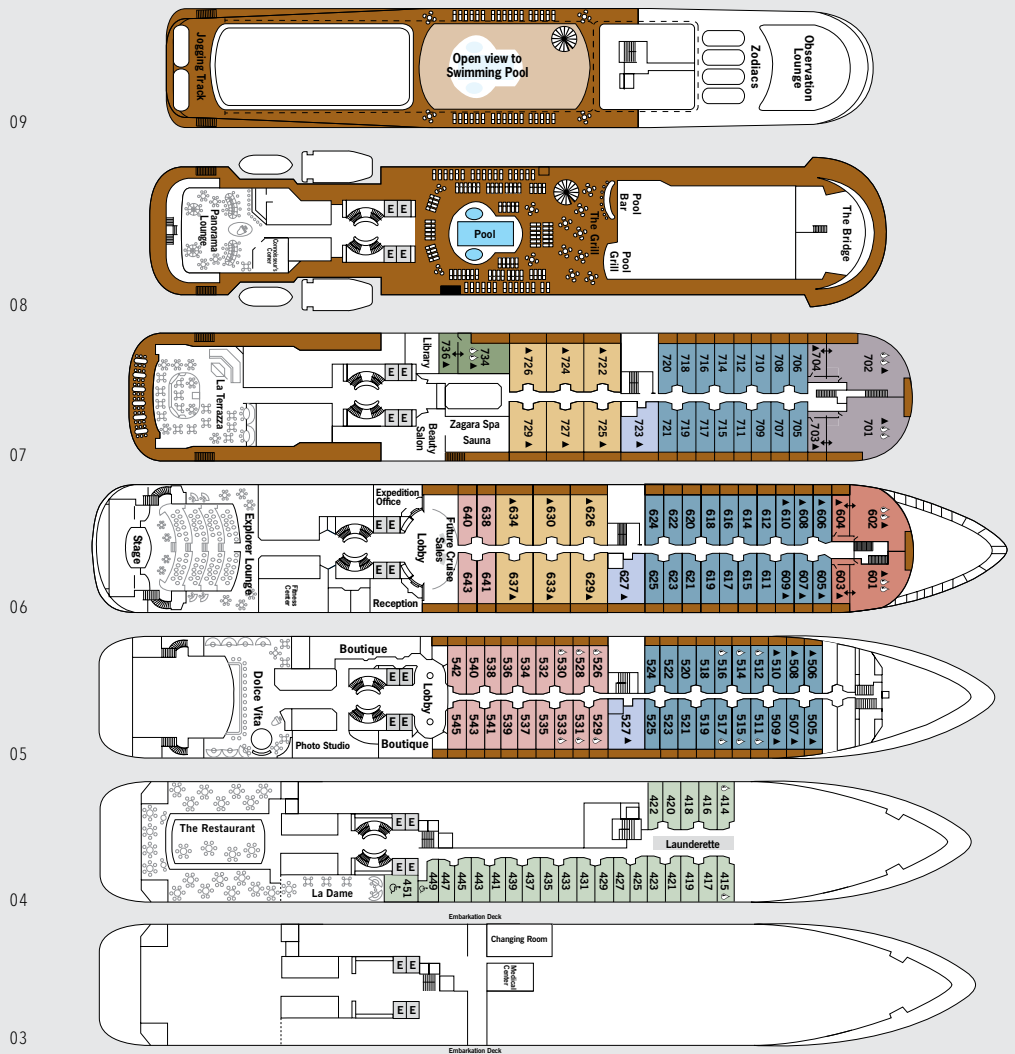 09
Jogging Track
Open view to
Swimming Pool
Zodiacs
Observation
Lounge
08
Panorama
Lounge
Connoisseur's
Corner
E E
E E
Pool
The Grill
Pool
Bar
Pool
Grill
The Bridge
07
La Terrazza
E E
E E
Library
Beauty
Salon
Zagara Spa
Sauna
736 734 726 724 722 720 718 716 714 712 710 708 706 704 702
729 727 725 723 721 719 717 715 711 709 707 705 703 701
06
Stage
Explorer Lounge
Fitness
Center
Expedition
Office
E E
E E
Lobby
Reception
Future Cruise
Sales
640 638 634 630 626 624 622 620 618 616 614 612 610 608 606 604 602
643 641 637 633 629 627 625 623 621 619 617 615 611 609 607 605 603 601
05
Dolce Vita
Boutique
E E
E E
Photo Studio
Boutique
Lobby
542 540 538 536 534 532 530 528 526 524 522 520 518 516 514 512 510 508 506
545 543 541 539 537 535 533 531 529 527 525 523 521 519 517 515 511 509 507 505
04
The Restaurant
E E
E E
La Dame
422 420 418 416 414
Launderette
451 449 447 445 443 441 439 437 435 433 431 429 427 425 423 421 419 417 415
Embarkation Deck
03
E E
E E
Changing Room
Medical
Center
Embarkation Deck